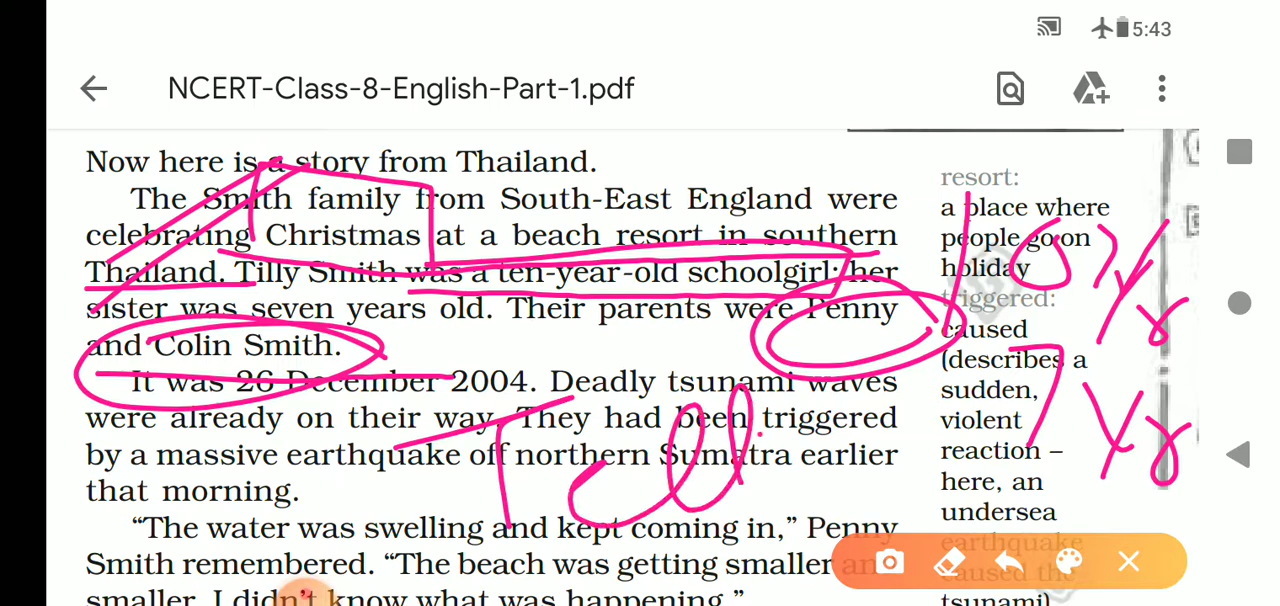 5:43
NCERT-Class-8-English-Part-1.pdf
Now here is a story from Thailand.
The Smith family from South-East England were
celebrating Christmas at a beach resort in southern
Thailand. Tilly Smith was a ten-year-old schoolgirl; her
sister was seven years old. Their parents were Penny
and Colin Smith.
It was 26 December 2004. Deadly tsunami waves
were already on their way. They had been triggered
by a massive earthquake off northern Sumatra earlier
that morning.
“The water was swelling and kept coming in,” Penny
Smith remembered. “The beach was getting smaller and
smaller. I didn't know what was happening.”
resort:
a place where
people go on
holiday
triggered:
caused
(describes a
sudden,
violent
reaction –
here, an
undersea
earthquake
caused the
tsunami)